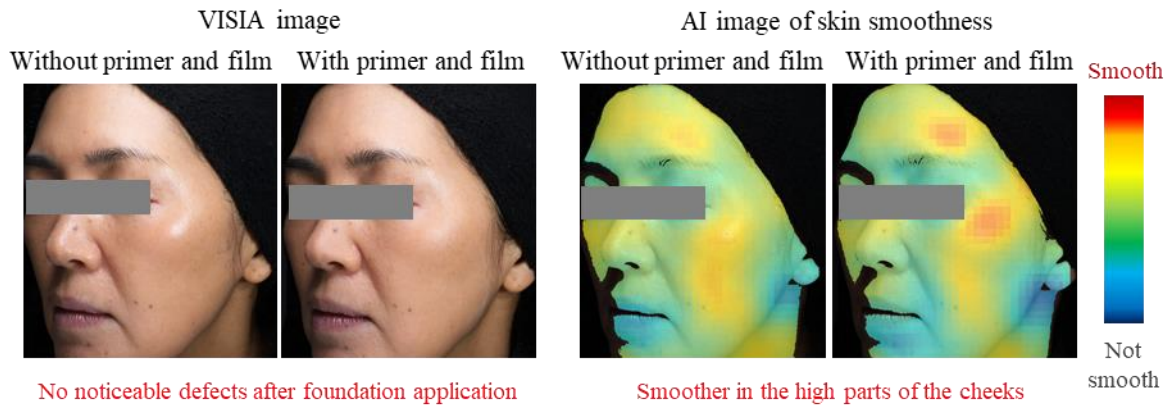 VISIA image
Without primer and film
With primer and film
No noticeable defects after foundation application
AI image of skin smoothness
Without primer and film
With primer and film
Smooth
Not
smooth
Smoother in the high parts of the cheeks